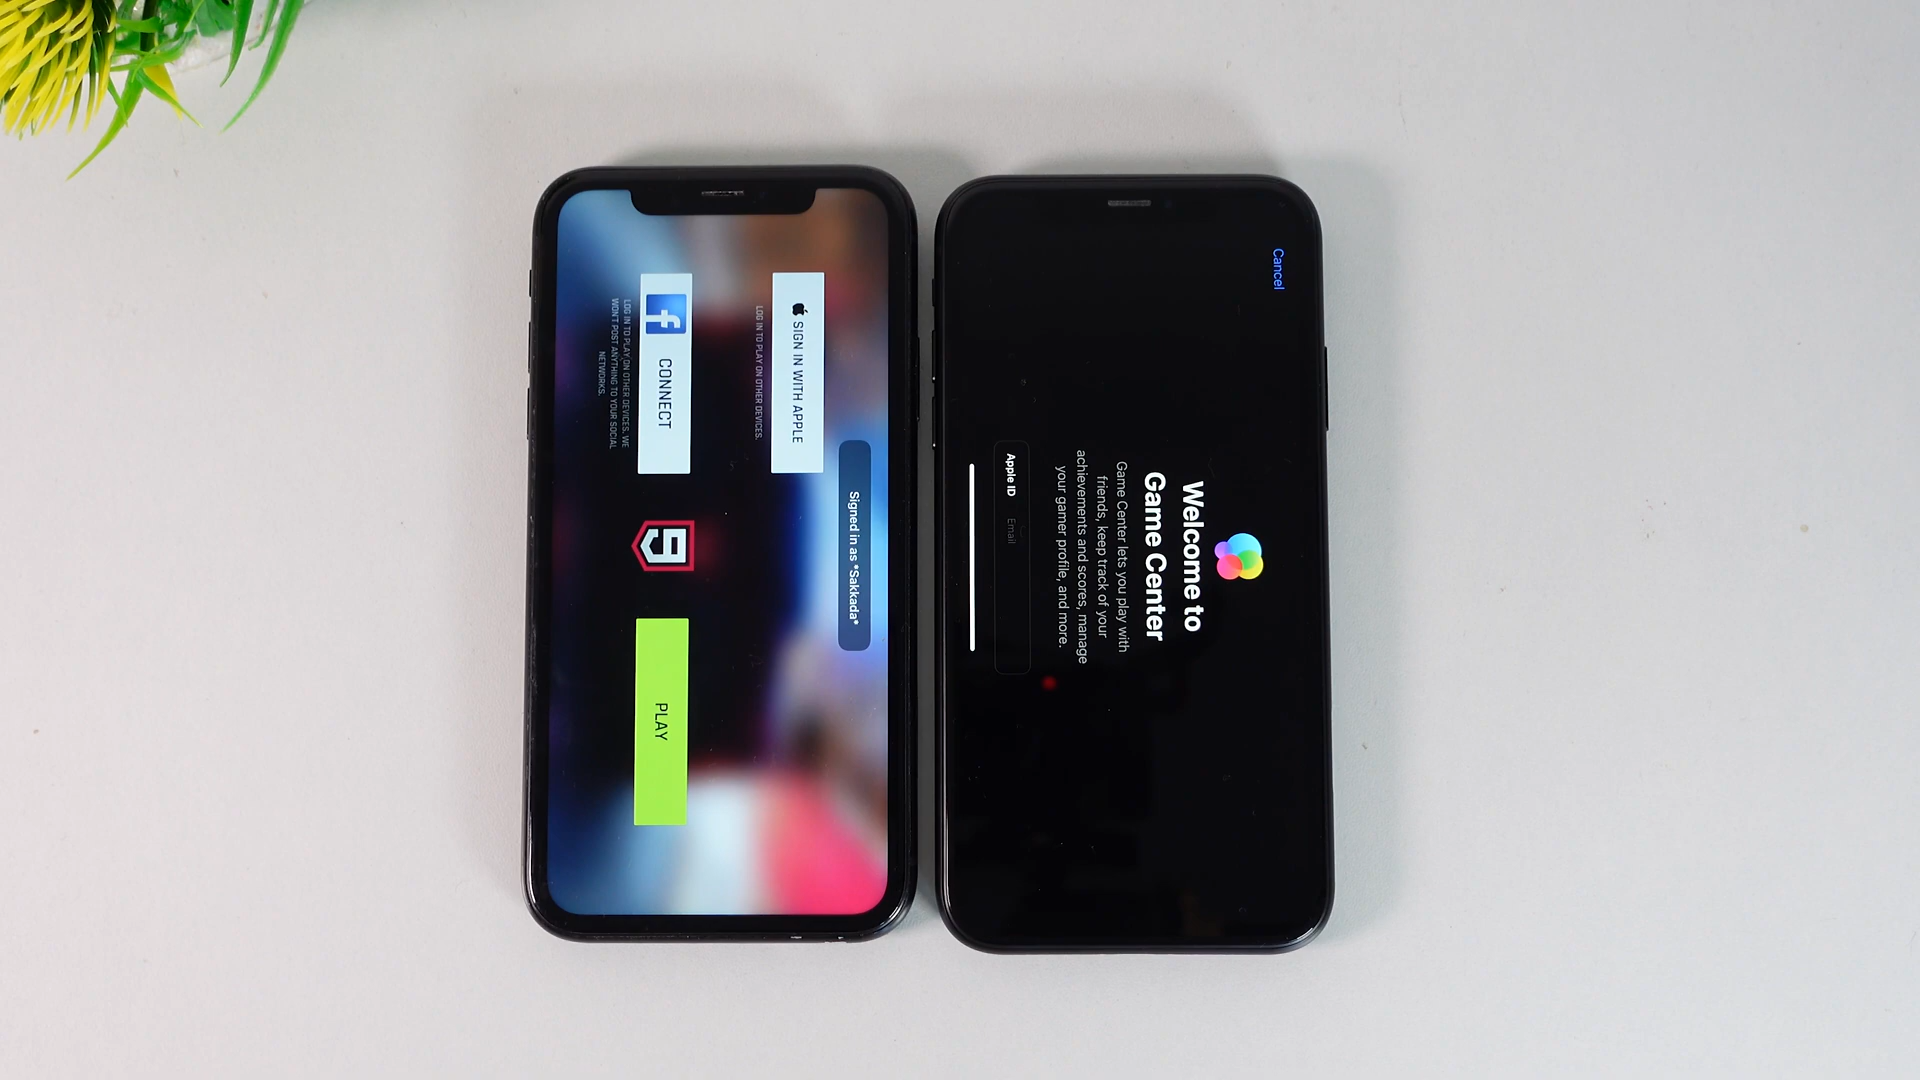 Signed in as *Sakkada*
SIGN IN WITH APPLE
LOG IN TO PLAY ON OTHER DEVICES.
f
CONNECT
LOG IN TO PLAY ON OTHER DEVICES. WE
WON'T POST ANYTHING TO YOUR SOCIAL
NETWORKS.
9
PLAY
Cancel
Welcome to
Game Center
Game Center lets you play with
friends, keep track of your
achievements and scores, manage
your gamer profile, and more.
Apple ID Email